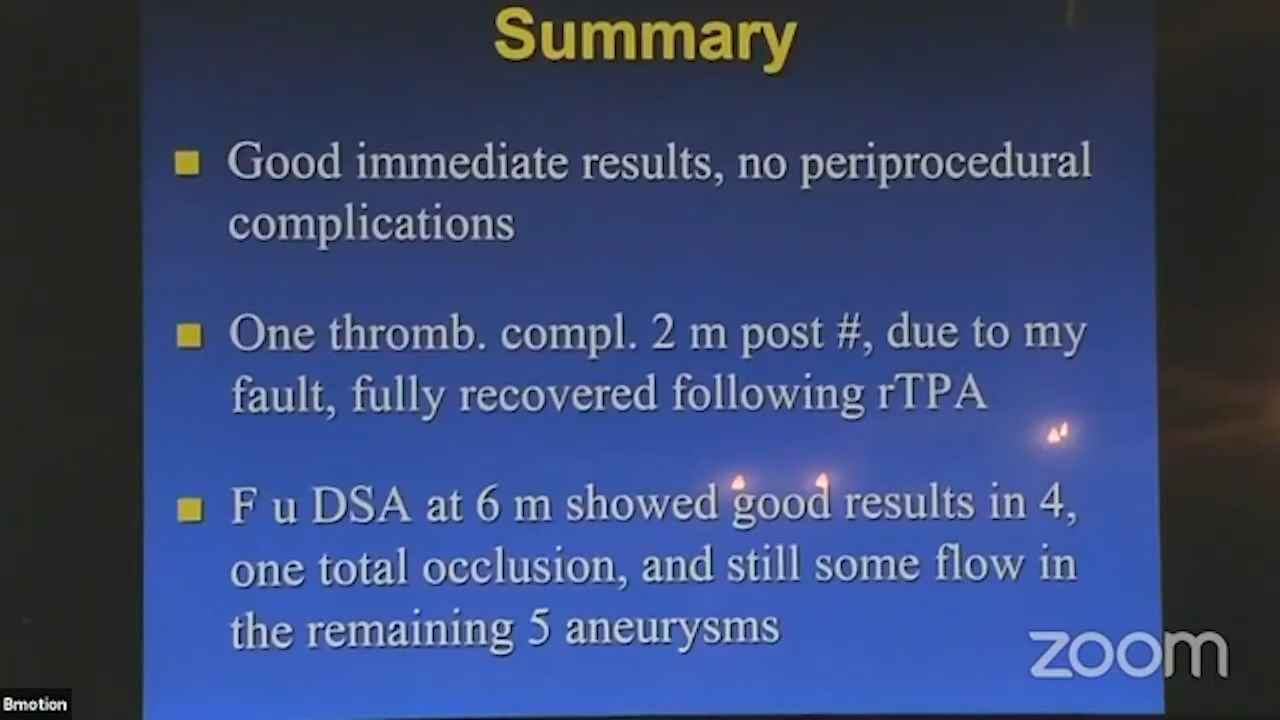 Summary
Good immediate results, no periprocedural
complications
One thromb. compl. 2 m post #, due to my
fault, fully recovered following rTPA
F u DSA at 6 m showed good results in 4,
one total occlusion, and still some flow in
the remaining 5 aneurysms
zoom
Bmotion